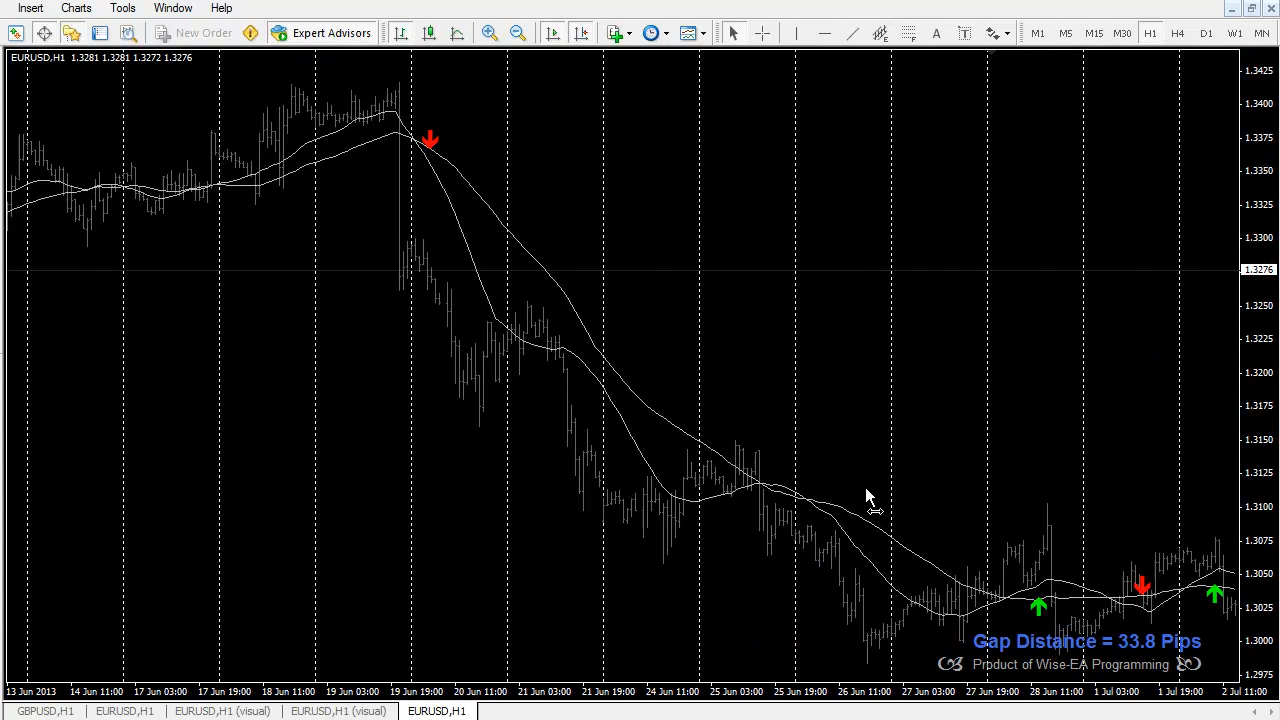 Insert Charts Tools Window Help
New Order Expert Advisors A T M1 M5 M15 M30 H1 H4 D1 W1 MN
EURUSD,H1 1.3281 1.3281 1.3272 1.3276
1.3425
1.3400
1.3375
1.3350
1.3325
1.3300
1.3276
1.3250
1.3225
1.3200
1.3175
1.3150
1.3125
1.3100
1.3075
1.3050
1.3025
1.3000
1.2975
Gap Distance = 33.8 Pips
Product of Wise-EA Programming
13 Jun 2013 14 Jun 11:00 17 Jun 03:00 17 Jun 19:00 18 Jun 11:00 19 Jun 03:00 19 Jun 19:00 20 Jun 11:00 21 Jun 03:00 21 Jun 19:00 24 Jun 11:00 25 Jun 03:00 25 Jun 19:00 26 Jun 11:00 27 Jun 03:00 27 Jun 19:00 28 Jun 11:00 1 Jul 03:00 1 Jul 19:00 2 Jul 11:00
GBPUSD,H1 EURUSD,H1 EURUSD,H1 (visual) EURUSD,H1 (visual) EURUSD,H1